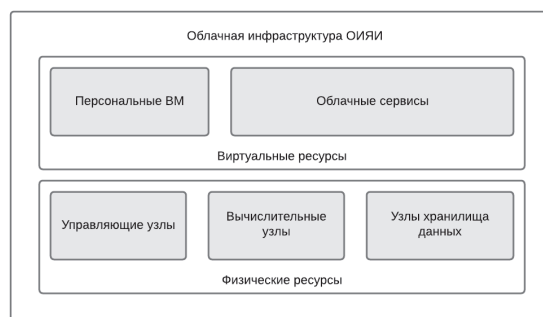 Облачная инфраструктура ОИЯИ
Персональные ВМ
Облачные сервисы
Виртуальные ресурсы
Управляющие узлы
Вычислительные
узлы
Узлы хранилища
данных
Физические ресурсы